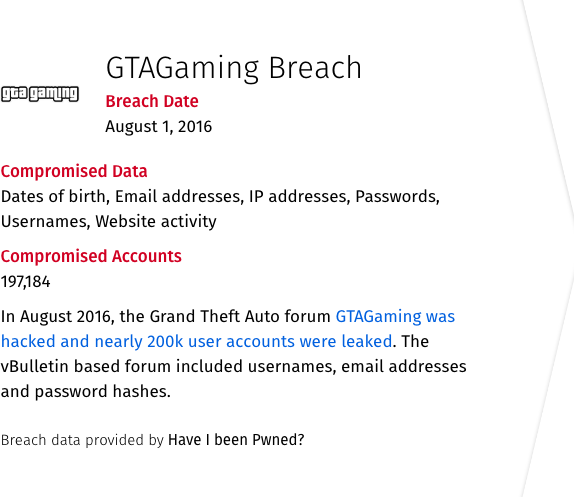 GTAGaming Breach
gta gaming
Breach Date
August 1, 2016
Compromised Data
Dates of birth, Email addresses, IP addresses, Passwords,
Usernames, Website activity
Compromised Accounts
197,184
In August 2016, the Grand Theft Auto forum GTAGaming was
hacked and nearly 200k user accounts were leaked. The
vBulletin based forum included usernames, email addresses
and password hashes.
Breach data provided by Have I been Pwned?